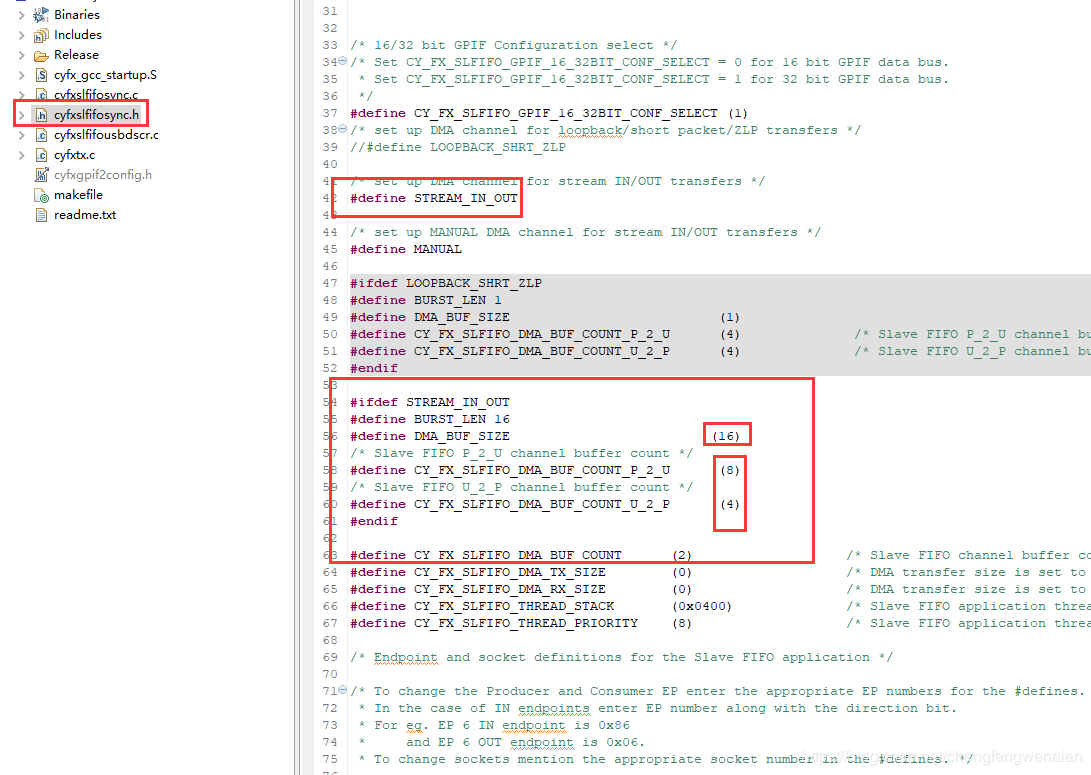 Binaries
Includes
Release
cyfx_gcc_startup.S
cyfxslfifosync.c
cyfxslfifosync.h
cyfxslfifousbdscr.c
cyfxtx.c
cyfxgpif2config.h
makefile
readme.txt
31
32
33 /* 16/32 bit GPIF Configuration select */
34 /* Set CY_FX_SLFIFO_GPIF_16_32BIT_CONF_SELECT = 0 for 16 bit GPIF data bus.
35 * Set CY_FX_SLFIFO_GPIF_16_32BIT_CONF_SELECT = 1 for 32 bit GPIF data bus.
36 */
37 #define CY_FX_SLFIFO_GPIF_16_32BIT_CONF_SELECT (1)
38 /* set up DMA channel for loopback/short packet/ZLP transfers */
39 //#define LOOPBACK_SHRT_ZLP
40
41 /* set up DMA channel for stream IN/OUT transfers */
42 #define STREAM_IN_OUT
43
44 /* set up MANUAL DMA channel for stream IN/OUT transfers */
45 #define MANUAL
46
47 #ifdef LOOPBACK_SHRT_ZLP
48 #define BURST_LEN 1
49 #define DMA_BUF_SIZE (1)
50 #define CY_FX_SLFIFO_DMA_BUF_COUNT_P_2_U (4) /* Slave FIFO P_2_U channel bu
51 #define CY_FX_SLFIFO_DMA_BUF_COUNT_U_2_P (4) /* Slave FIFO U_2_P channel bu
52 #endif
53
54 #ifdef STREAM_IN_OUT
55 #define BURST_LEN 16
56 #define DMA_BUF_SIZE (16)
57 /* Slave FIFO P_2_U channel buffer count */
58 #define CY_FX_SLFIFO_DMA_BUF_COUNT_P_2_U (8)
59 /* Slave FIFO U_2_P channel buffer count */
60 #define CY_FX_SLFIFO_DMA_BUF_COUNT_U_2_P (4)
61 #endif
62
63 #define CY_FX_SLFIFO_DMA_BUF_COUNT (2) /* Slave FIFO channel buffer co
64 #define CY_FX_SLFIFO_DMA_TX_SIZE (0) /* DMA transfer size is set to
65 #define CY_FX_SLFIFO_DMA_RX_SIZE (0) /* DMA transfer size is set to
66 #define CY_FX_SLFIFO_THREAD_STACK (0x0400) /* Slave FIFO application threa
67 #define CY_FX_SLFIFO_THREAD_PRIORITY (8) /* Slave FIFO application threa
68
69 /* Endpoint and socket definitions for the Slave FIFO application */
70
71 /* To change the Producer and Consumer EP enter the appropriate EP numbers for the #defines.
72 * In the case of IN endpoints enter EP number along with the direction bit.
73 * For eg. EP 6 IN endpoint is 0x86
74 * and EP 6 OUT endpoint is 0x06.
75 * To change sockets mention the appropriate socket number in the #defines. */